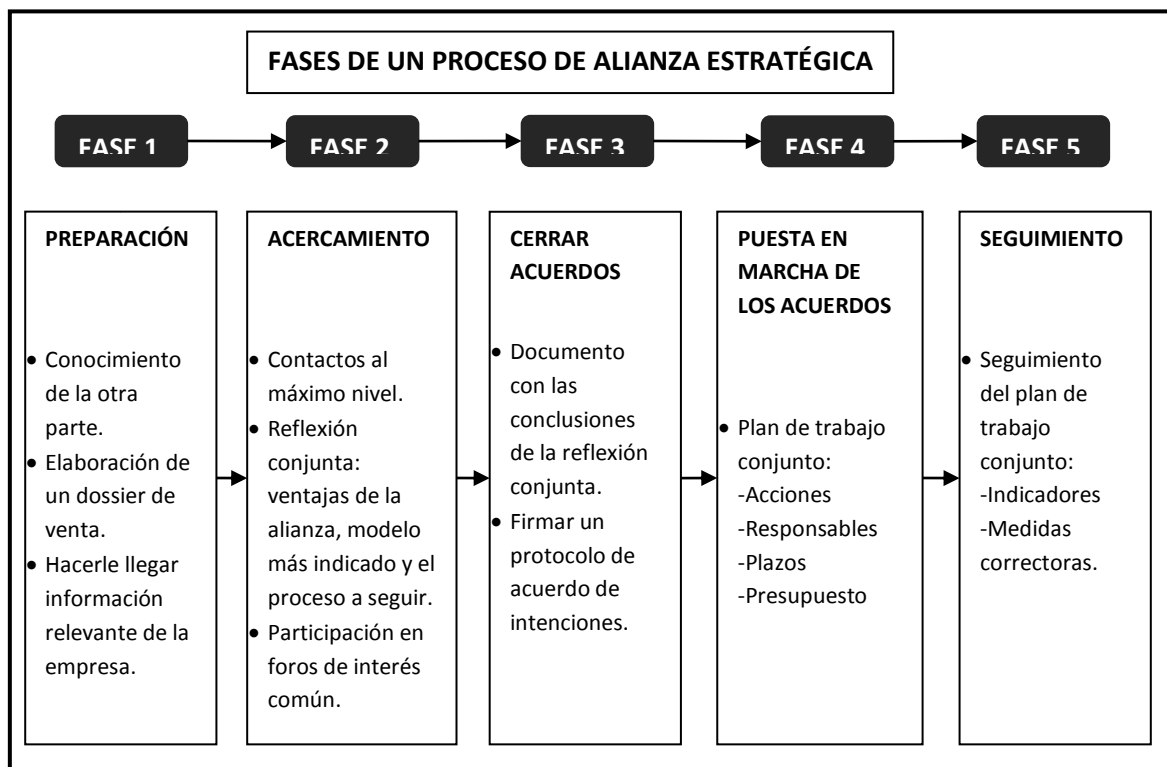 FASES DE UN PROCESO DE ALIANZA ESTRATÉGICA
FASE 1
FASE 2
FASE 3
FASE 4
FASE 5
PREPARACIÓN
• Conocimiento
de la otra
parte.
• Elaboración de
un dossier de
venta.
• Hacerle llegar
información
relevante de la
empresa.
ACERCAMIENTO
• Contactos al
máximo nivel.
• Reflexión
conjunta:
ventajas de la
alianza, modelo
más indicado y el
proceso a seguir.
• Participación en
foros de interés
común.
CERRAR
ACUERDOS
• Documento
con las
conclusiones
de la reflexión
conjunta.
• Firmar un
protocolo de
acuerdo de
intenciones.
PUESTA EN
MARCHA DE
LOS ACUERDOS
• Plan de trabajo
conjunto:
-Acciones
-Responsables
-Plazos
-Presupuesto
SEGUIMIENTO
• Seguimiento
del plan de
trabajo
conjunto:
-Indicadores
-Medidas
correctoras.